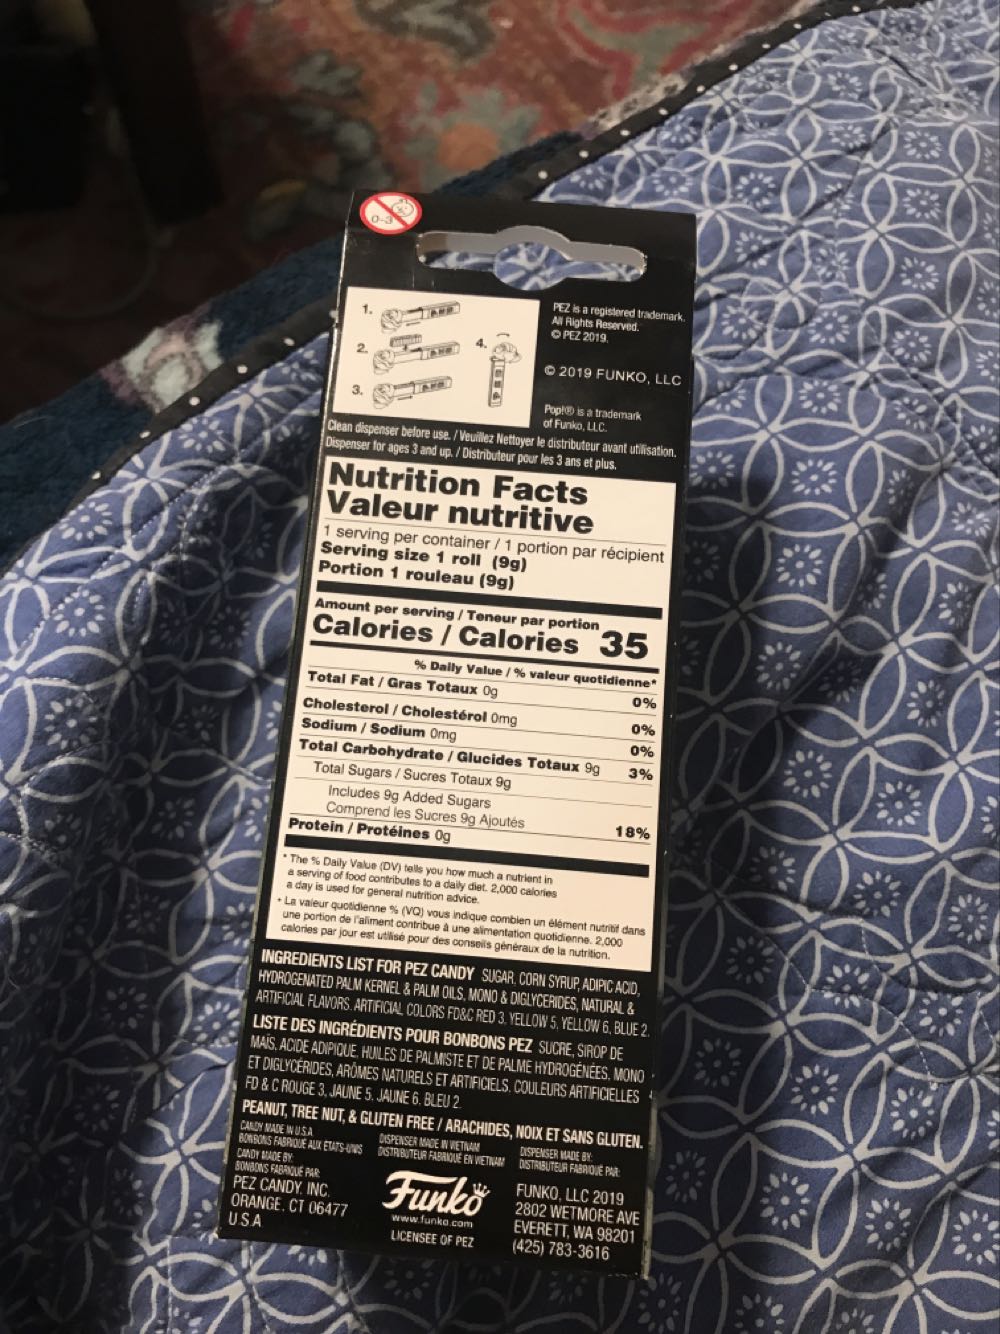 0-3
1.
2.
3.
4.
PEZ is a registered trademark.
All Rights Reserved.
© PEZ 2019.
© 2019 FUNKO, LLC
Pop!® is a trademark
of Funko, LLC.
Clean dispenser before use. / Veuillez Nettoyer le distributeur avant utilisation.
Dispenser for ages 3 and up. / Distributeur pour les 3 ans et plus.
Nutrition Facts
Valeur nutritive
1 serving per container / 1 portion par récipient
Serving size 1 roll (9g)
Portion 1 rouleau (9g)
Amount per serving / Teneur par portion
Calories / Calories 35
% Daily Value / % valeur quotidienne*
Total Fat / Gras Totaux 0g 0%
Cholesterol / Cholestérol 0mg 0%
Sodium / Sodium 0mg 0%
Total Carbohydrate / Glucides Totaux 9g 3%
Total Sugars / Sucres Totaux 9g
Includes 9g Added Sugars
Comprend les Sucres 9g Ajoutés 18%
Protein / Protéines 0g
* The % Daily Value (DV) tells you how much a nutrient in
a serving of food contributes to a daily diet. 2,000 calories
a day is used for general nutrition advice.
* La valeur quotidienne % (VQ) vous indique combien un élément nutritif dans
une portion de l'aliment contribue à une alimentation quotidienne. 2,000
calories par jour est utilisé pour des conseils généraux de la nutrition.
INGREDIENTS LIST FOR PEZ CANDY SUGAR, CORN SYRUP, ADIPIC ACID,
HYDROGENATED PALM KERNEL & PALM OILS, MONO & DIGLYCERIDES, NATURAL &
ARTIFICIAL FLAVORS. ARTIFICIAL COLORS FD&C RED 3. YELLOW 5. YELLOW 6, BLUE 2.
LISTE DES INGRÉDIENTS POUR BONBONS PEZ SUCRE, SIROP DE
MAÏS, ACIDE ADIPIQUE. HUILES DE PALMISTE ET DE PALME HYDROGÉNÉES, MONO
ET DIGLYCÉRIDES, ARÔMES NATURELS ET ARTIFICIELS, COULEURS ARTIFICIELLES
FD & C ROUGE 3, JAUNE 5. JAUNE 6. BLEU 2.
PEANUT, TREE NUT, & GLUTEN FREE / ARACHIDES, NOIX ET SANS GLUTEN.
CANDY MADE IN U.S.A
BONBONS FABRIQUÉ AUX ÉTATS-UNIS
CANDY MADE BY:
BONBONS FABRIQUÉ PAR:
PEZ CANDY, INC.
ORANGE, CT 06477
U.S.A
DISPENSER MADE IN VIETNAM
DISTRIBUTEUR FABRIQUÉ EN VIETNAM
Funko
www.funko.com
LICENSEE OF PEZ
DISPENSER MADE BY:
DISTRIBUTEUR FABRIQUÉ PAR:
FUNKO, LLC 2019
2802 WETMORE AVE
EVERETT, WA 98201
(425) 783-3616